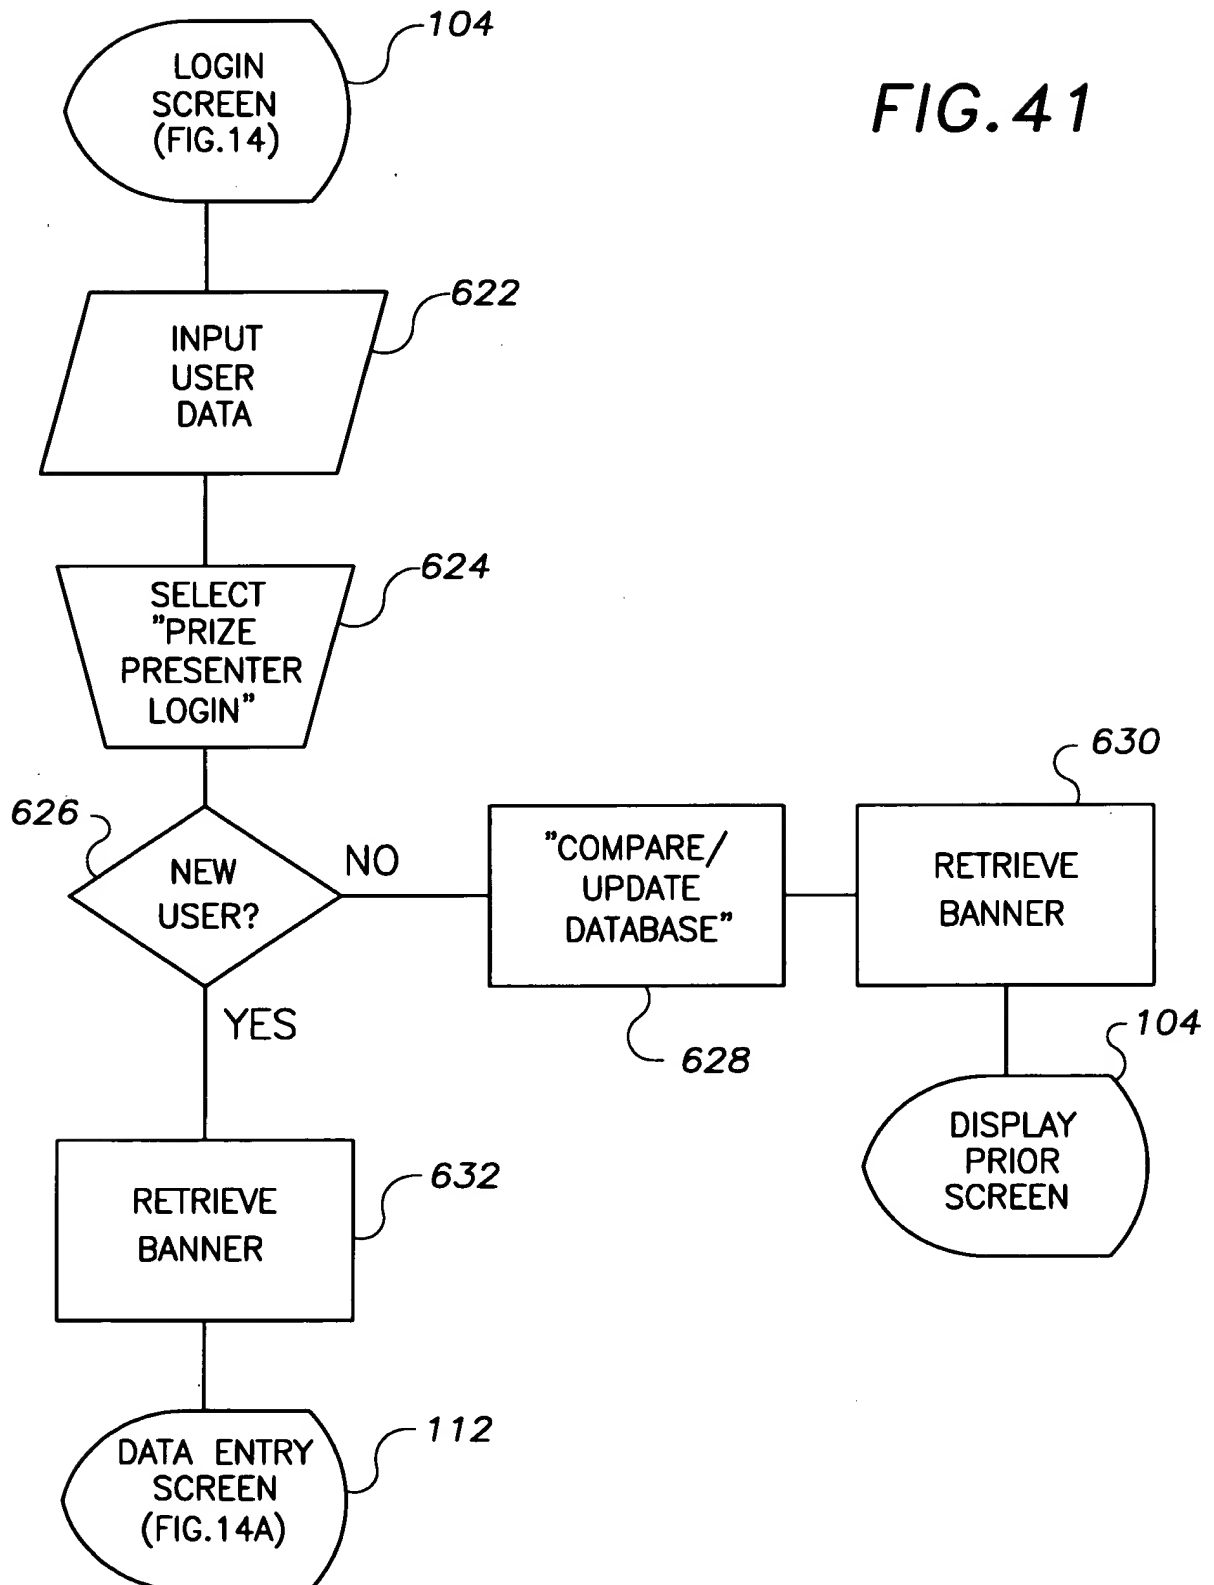 104
LOGIN
SCREEN
(FIG.14)
FIG.41
622
INPUT
USER
DATA
624
SELECT
"PRIZE
PRESENTER
LOGIN"
626
NEW
USER?
NO
"COMPARE/
UPDATE
DATABASE"
628
630
RETRIEVE
BANNER
104
DISPLAY
PRIOR
SCREEN
YES
632
RETRIEVE
BANNER
112
DATA ENTRY
SCREEN
(FIG.14A)